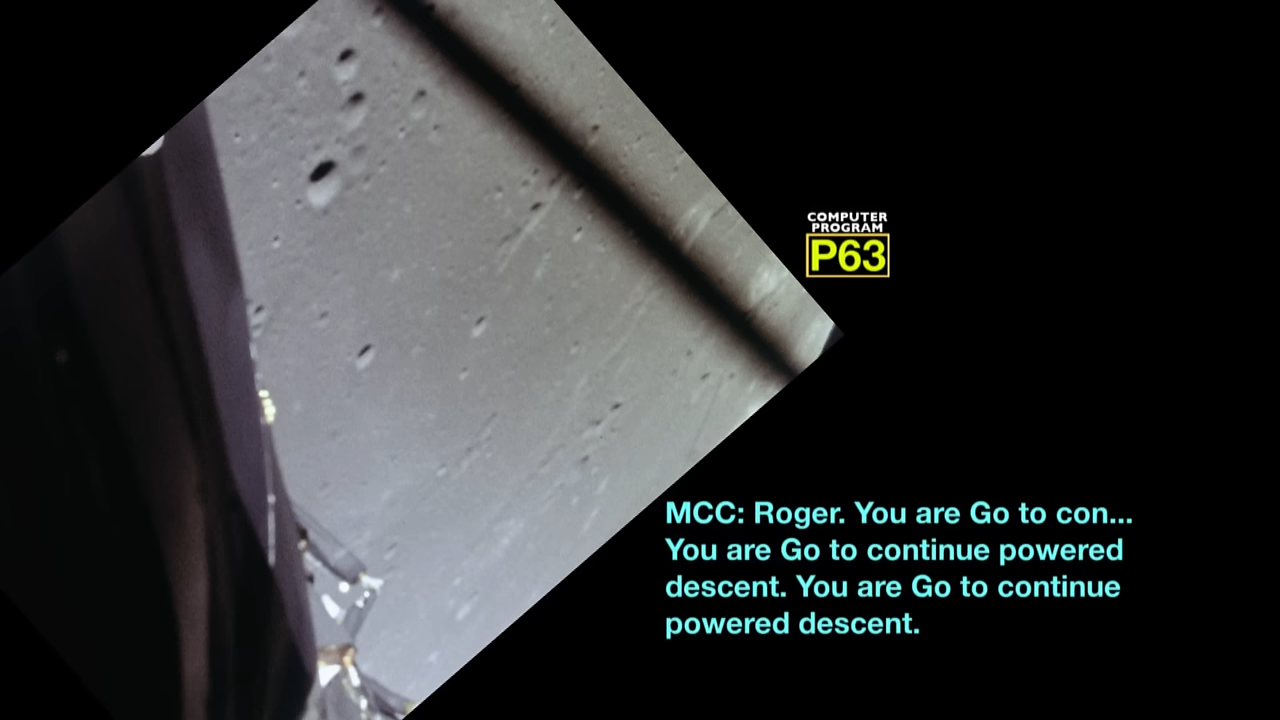 COMPUTER
PROGRAM
P63
MCC: Roger. You are Go to con...
You are Go to continue powered
descent. You are Go to continue
powered descent.